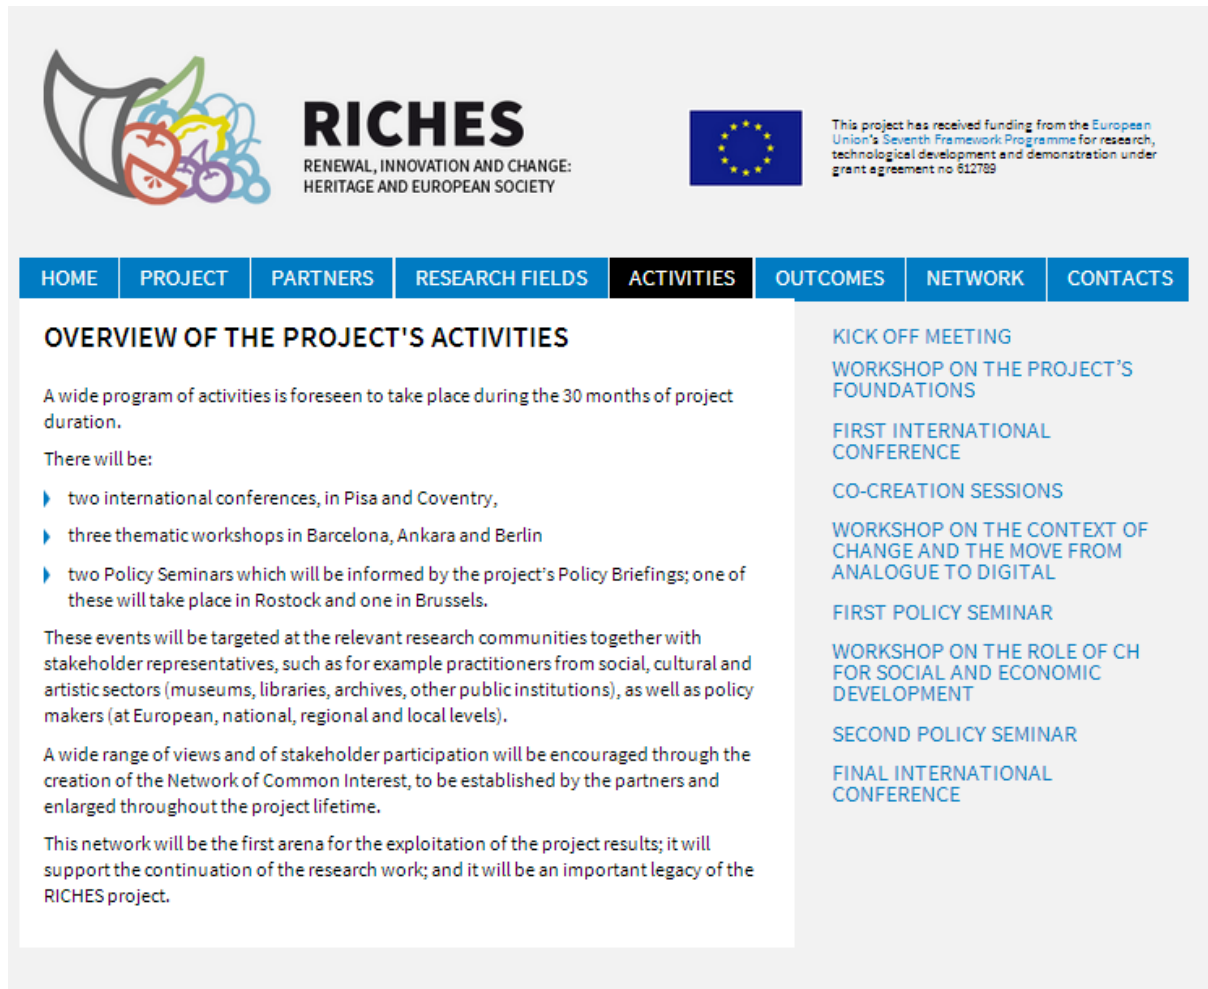 RICHES
RENEWAL, INNOVATION AND CHANGE:
HERITAGE AND EUROPEAN SOCIETY
This project has received funding from the European
Union's Seventh Framework Programme for research,
technological development and demonstration under
grant agreement no 612789
HOME PROJECT PARTNERS RESEARCH FIELDS ACTIVITIES OUTCOMES NETWORK CONTACTS
OVERVIEW OF THE PROJECT'S ACTIVITIES
A wide program of activities is foreseen to take place during the 30 months of project
duration.
There will be:
two international conferences, in Pisa and Coventry,
three thematic workshops in Barcelona, Ankara and Berlin
two Policy Seminars which will be informed by the project's Policy Briefings; one of
these will take place in Rostock and one in Brussels.
These events will be targeted at the relevant research communities together with
stakeholder representatives, such as for example practitioners from social, cultural and
artistic sectors (museums, libraries, archives, other public institutions), as well as policy
makers (at European, national, regional and local levels).
A wide range of views and of stakeholder participation will be encouraged through the
creation of the Network of Common Interest, to be established by the partners and
enlarged throughout the project lifetime.
This network will be the first arena for the exploitation of the project results; it will
support the continuation of the research work; and it will be an important legacy of the
RICHES project.
KICK OFF MEETING
WORKSHOP ON THE PROJECT'S
FOUNDATIONS
FIRST INTERNATIONAL
CONFERENCE
CO-CREATION SESSIONS
WORKSHOP ON THE CONTEXT OF
CHANGE AND THE MOVE FROM
ANALOGUE TO DIGITAL
FIRST POLICY SEMINAR
WORKSHOP ON THE ROLE OF CH
FOR SOCIAL AND ECONOMIC
DEVELOPMENT
SECOND POLICY SEMINAR
FINAL INTERNATIONAL
CONFERENCE